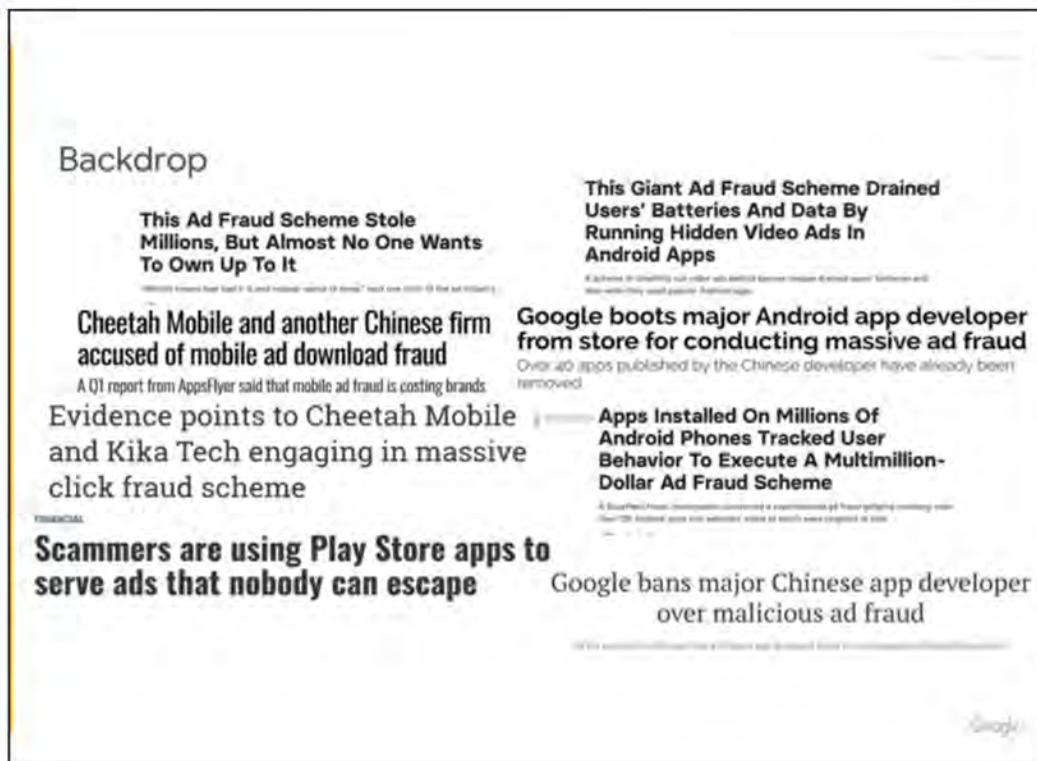 Backdrop
This Ad Fraud Scheme Stole
Millions, But Almost No One Wants
To Own Up To It
Cheetah Mobile and another Chinese firm
accused of mobile ad download fraud
A Q1 report from AppsFlyer said that mobile ad fraud is costing brands
Evidence points to Cheetah Mobile
and Kika Tech engaging in massive
click fraud scheme
FINANCIAL
Scammers are using Play Store apps to
serve ads that nobody can escape
This Giant Ad Fraud Scheme Drained
Users' Batteries And Data By
Running Hidden Video Ads In
Android Apps
Google boots major Android app developer
from store for conducting massive ad fraud
Over 40 apps published by the Chinese developer have already been
removed
Apps Installed On Millions Of
Android Phones Tracked User
Behavior To Execute A Multimillion-
Dollar Ad Fraud Scheme
Google bans major Chinese app developer
over malicious ad fraud
Google